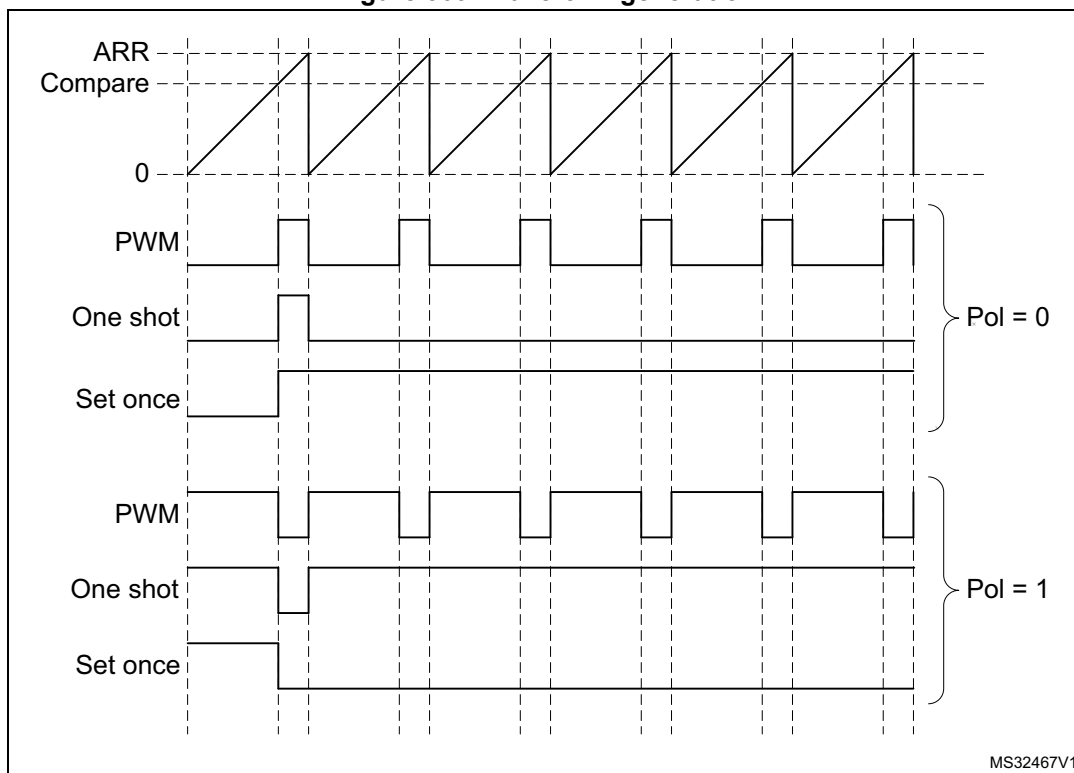 ARR
Compare
0
PWM
One shot
Set once
Pol = 0
PWM
One shot
Set once
Pol = 1
MS32467V1